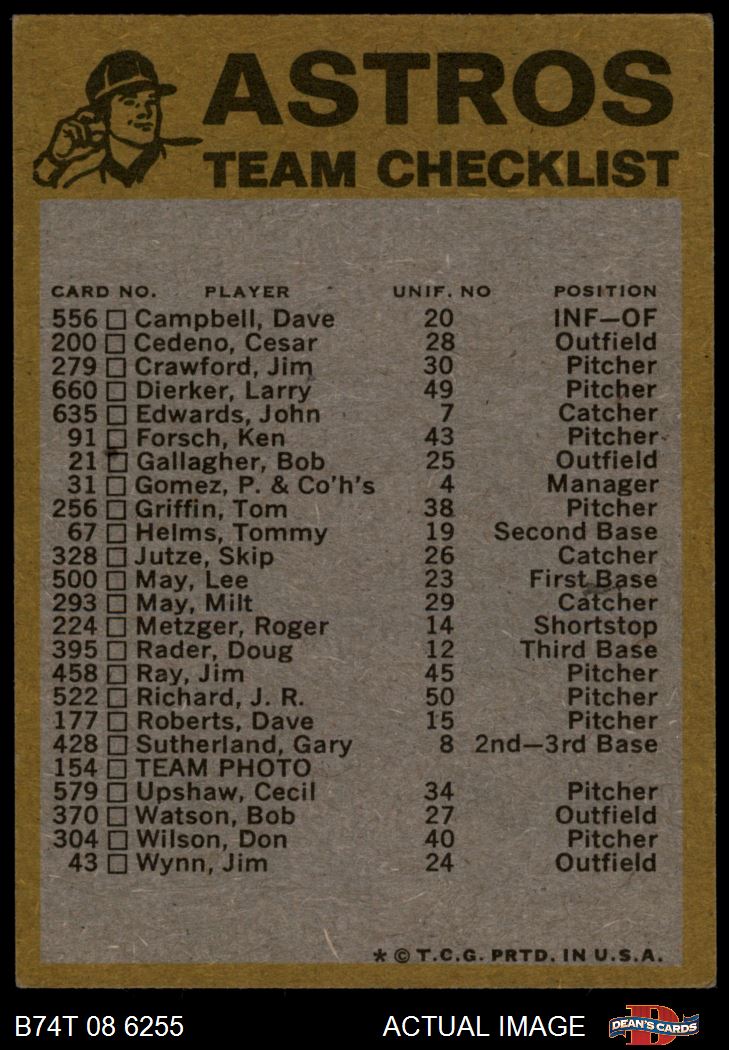 ASTROS
TEAM CHECKLIST
CARD NO. PLAYER UNIF. NO POSITION
556 Campbell, Dave 20 INF—OF
200 Cedeno, Cesar 28 Outfield
279 Crawford, Jim 30 Pitcher
660 Dierker, Larry 49 Pitcher
635 Edwards, John 7 Catcher
91 Forsch, Ken 43 Pitcher
21 Gallagher, Bob 25 Outfield
31 Gomez, P. & Co'h's 4 Manager
256 Griffin, Tom 38 Pitcher
67 Helms, Tommy 19 Second Base
328 Jutze, Skip 26 Catcher
500 May, Lee 23 First Base
293 May, Milt 29 Catcher
224 Metzger, Roger 14 Shortstop
395 Rader, Doug 12 Third Base
458 Ray, Jim 45 Pitcher
522 Richard, J. R. 50 Pitcher
177 Roberts, Dave 15 Pitcher
428 Sutherland, Gary 8 2nd—3rd Base
154 TEAM PHOTO
579 Upshaw, Cecil 34 Pitcher
370 Watson, Bob 27 Outfield
304 Wilson, Don 40 Pitcher
43 Wynn, Jim 24 Outfield
* © T.C.G. PRTD. IN U.S.A.
B74T 08 6255 ACTUAL IMAGE DEAN'S CARDS